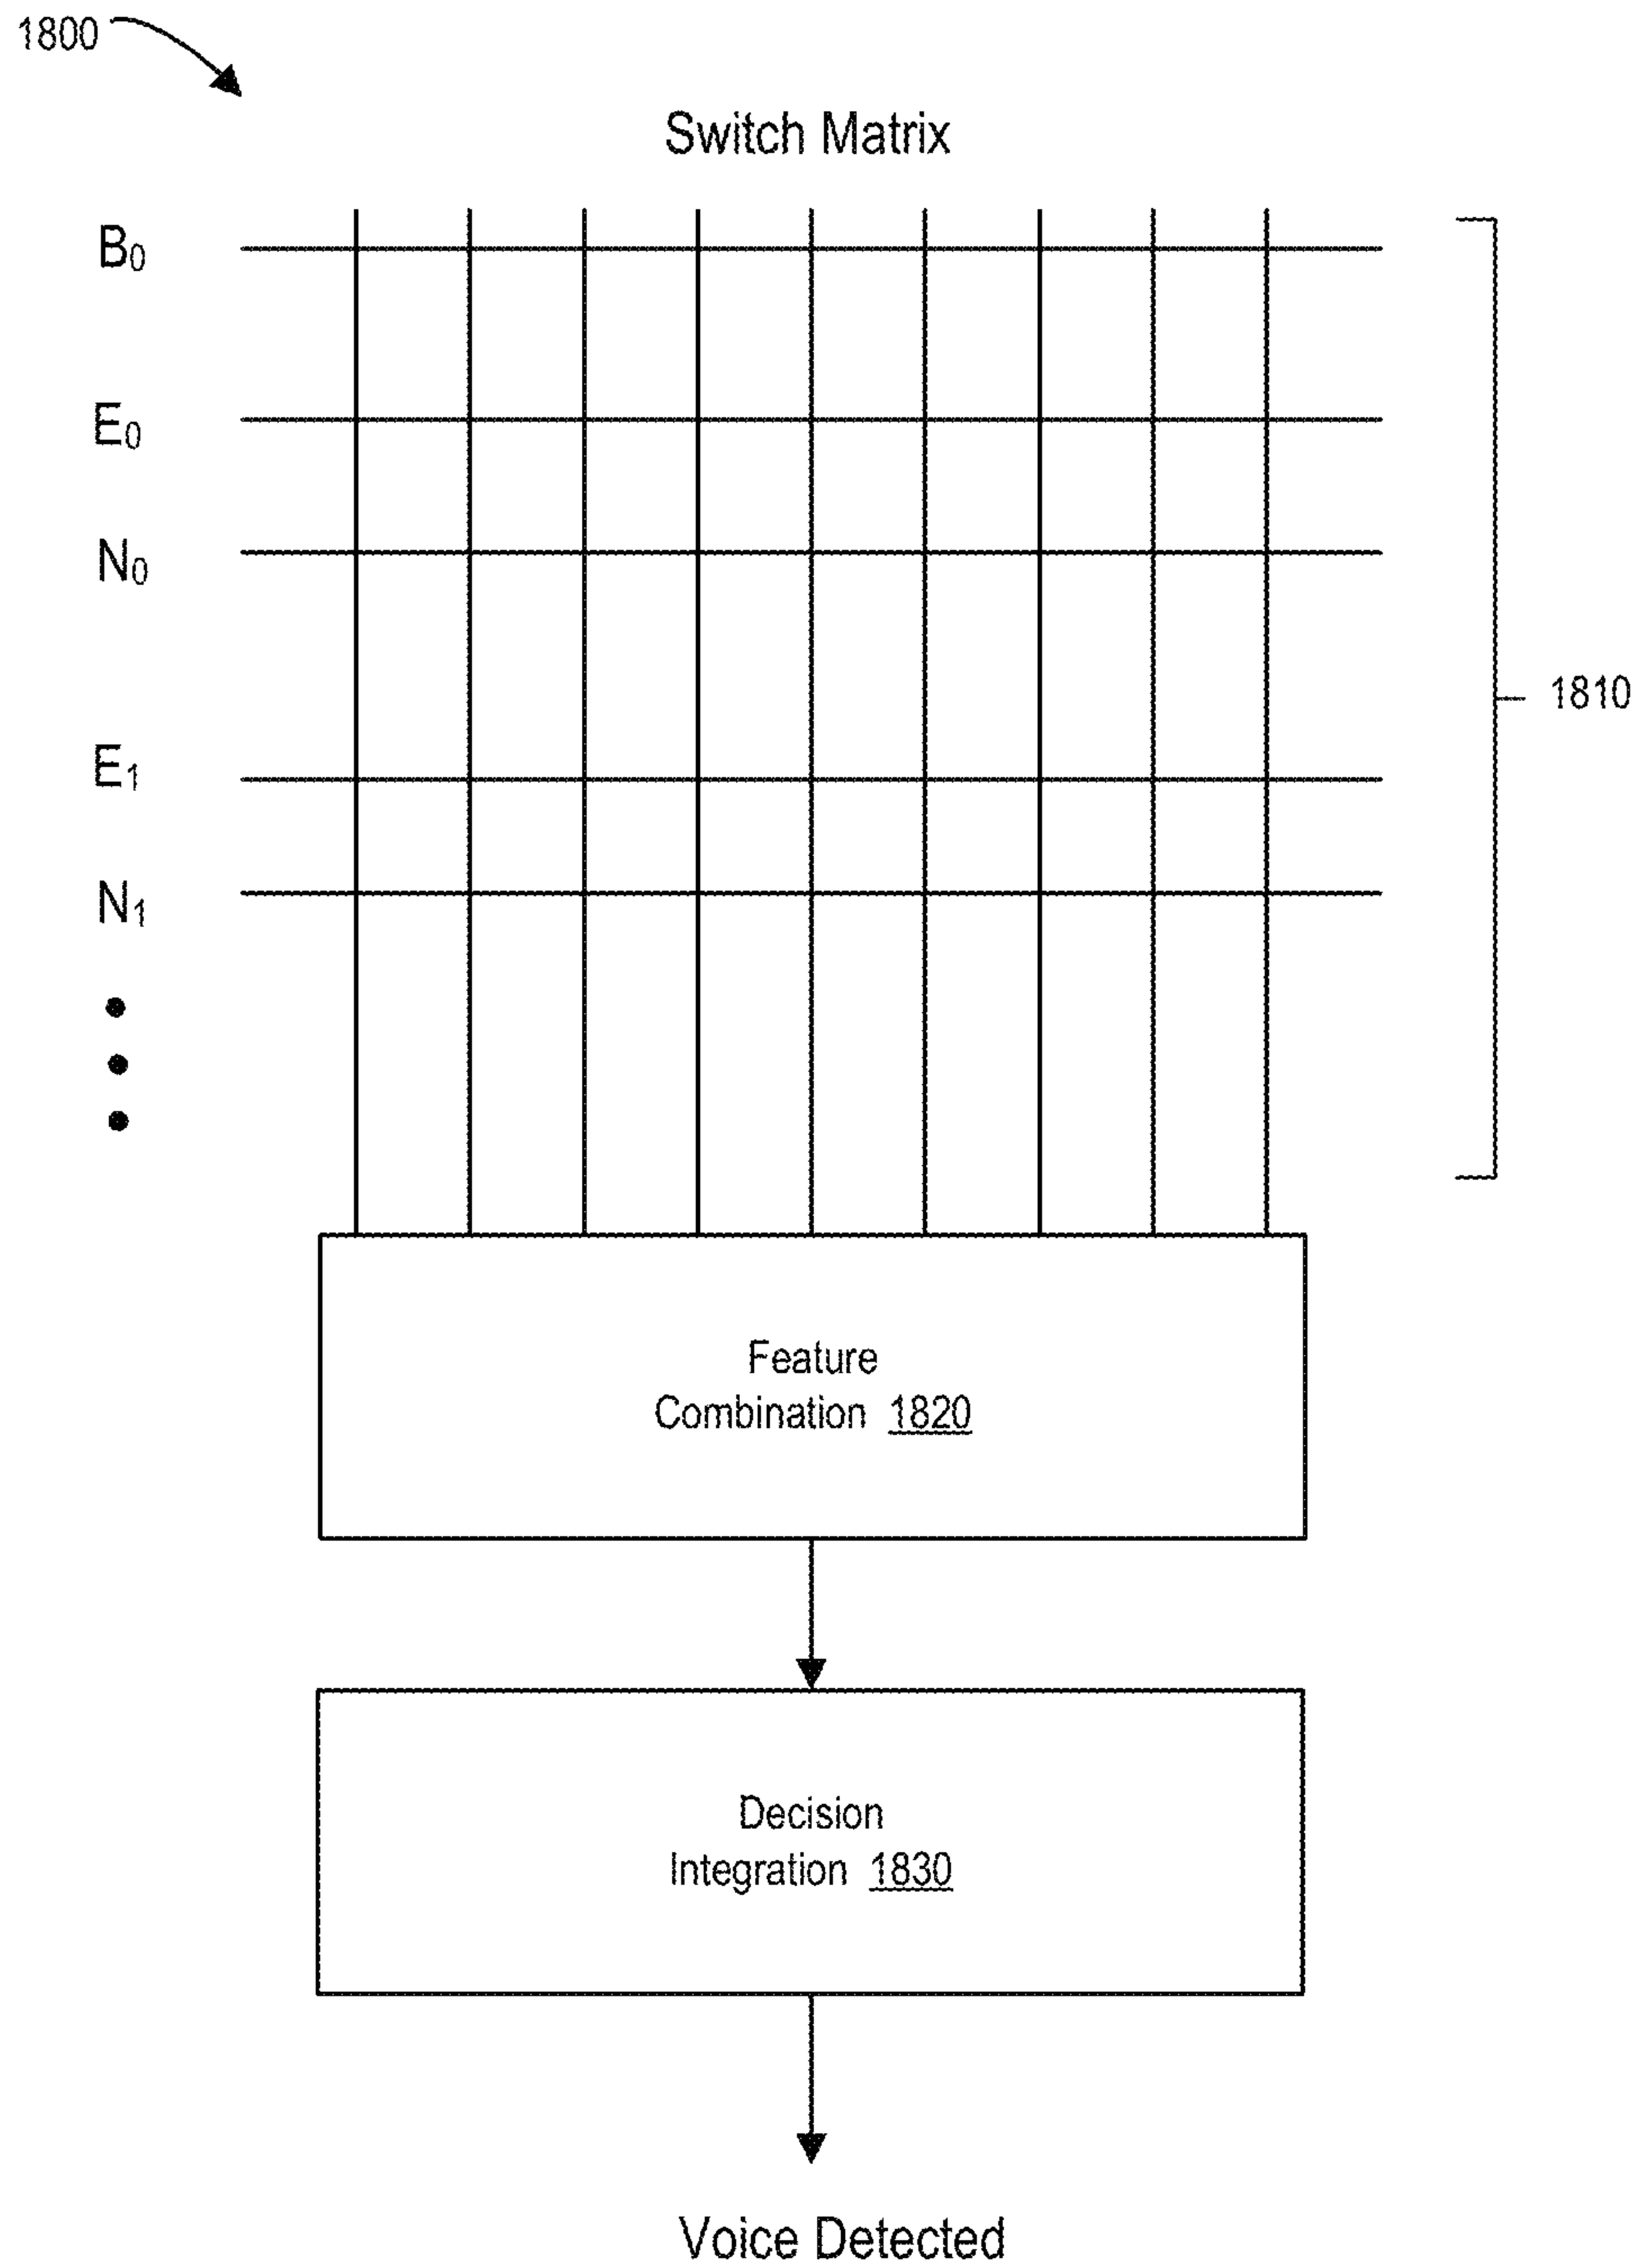 1800
Switch Matrix
B₀
E₀
N₀
E₁
N₁
1810
Feature
Combination 1820
Decision
Integration 1830
Voice Detected